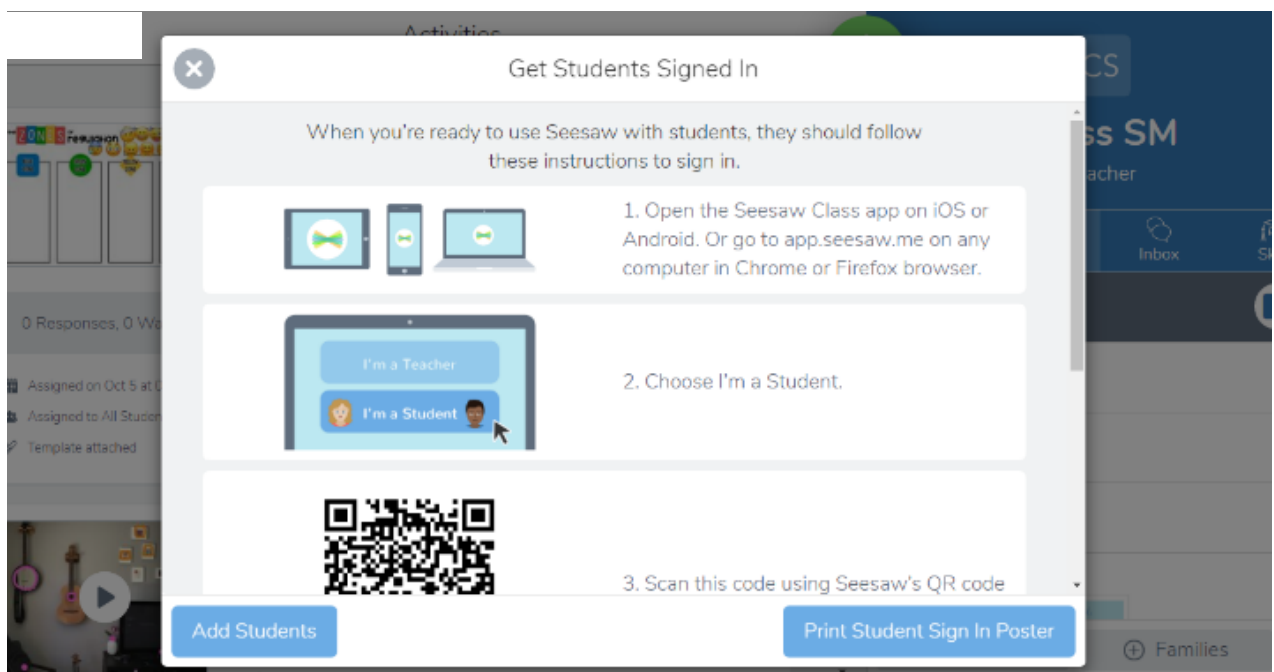 Activities
Get Students Signed In
When you're ready to use Seesaw with students, they should follow
these instructions to sign in.
1. Open the Seesaw Class app on iOS or
Android. Or go to app.seesaw.me on any
computer in Chrome or Firefox browser.
I'm a Teacher
I'm a Student
2. Choose I'm a Student.
3. Scan this code using Seesaw's QR code
Add Students
Print Student Sign In Poster
ZONES
0 Responses, 0
Assigned on Oct 5 at
Assigned to All
Template attached
CS
SM
Inbox
Families